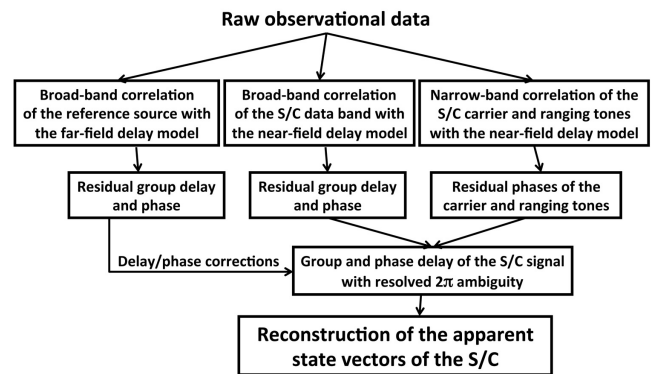 Raw observational data
Broad-band correlation
of the reference source with
the far-field delay model
Broad-band correlation
of the S/C data band with
the near-field delay model
Narrow-band correlation of the
S/C carrier and ranging tones
with the near-field delay model
Residual group delay
and phase
Residual group delay
and phase
Residual phases of the
carrier and ranging tones
Delay/phase corrections
Group and phase delay of the S/C signal
with resolved 2π ambiguity
Reconstruction of the apparent
state vectors of the S/C